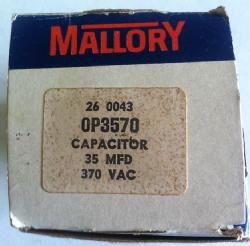 MALLORY
26 0043
OP3570
CAPACITOR
35 MFD
370 VAC